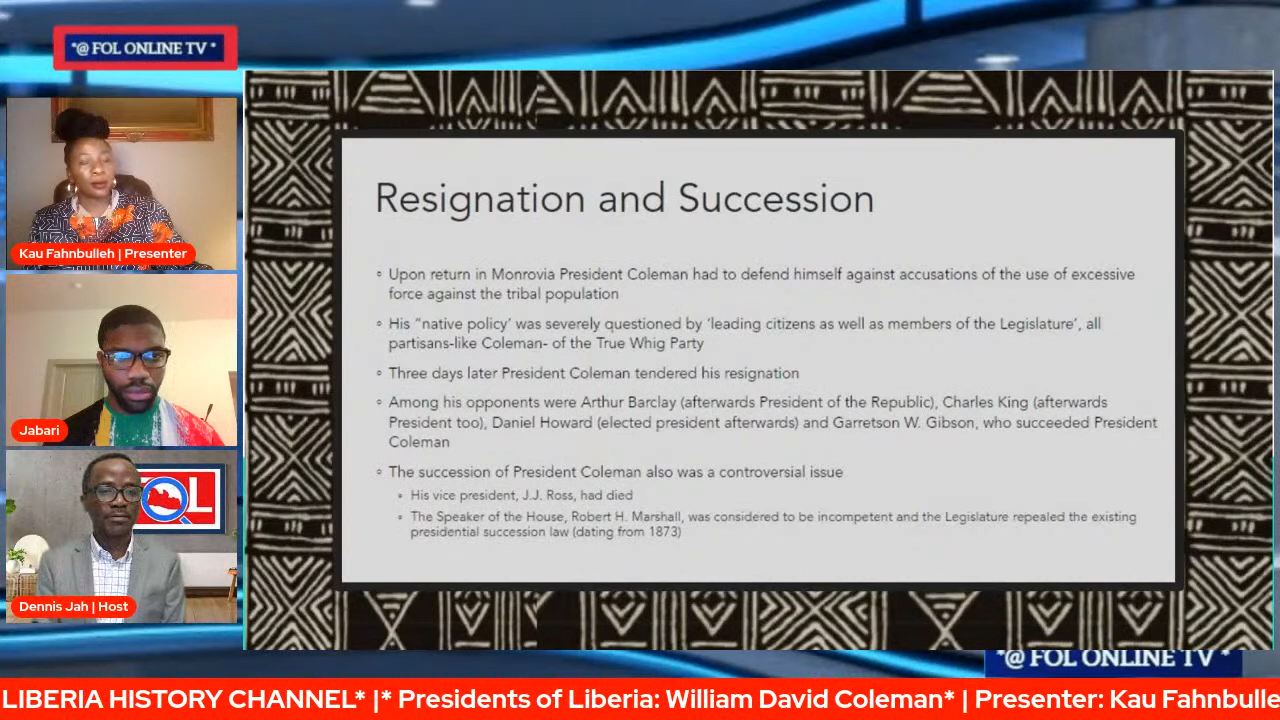 *@ FOL ONLINE TV *
Kau Fahnbulleh | Presenter
Jabari
OL
Dennis Jah | Host
Resignation and Succession
Upon return in Monrovia President Coleman had to defend himself against accusations of the use of excessive
force against the tribal population
His “native policy’ was severely questioned by ‘leading citizens as well as members of the Legislature’, all
partisans-like Coleman- of the True Whig Party
Three days later President Coleman tendered his resignation
Among his opponents were Arthur Barclay (afterwards President of the Republic), Charles King (afterwards
President too), Daniel Howard (elected president afterwards) and Garretson W. Gibson, who succeeded President
Coleman
The succession of President Coleman also was a controversial issue
His vice president, J.J. Ross, had died
The Speaker of the House, Robert H. Marshall, was considered to be incompetent and the Legislature repealed the existing
presidential succession law (dating from 1873)
*@ FOL ONLINE TV *
LIBERIA HISTORY CHANNEL* |* Presidents of Liberia: William David Coleman* | Presenter: Kau Fahnbulle